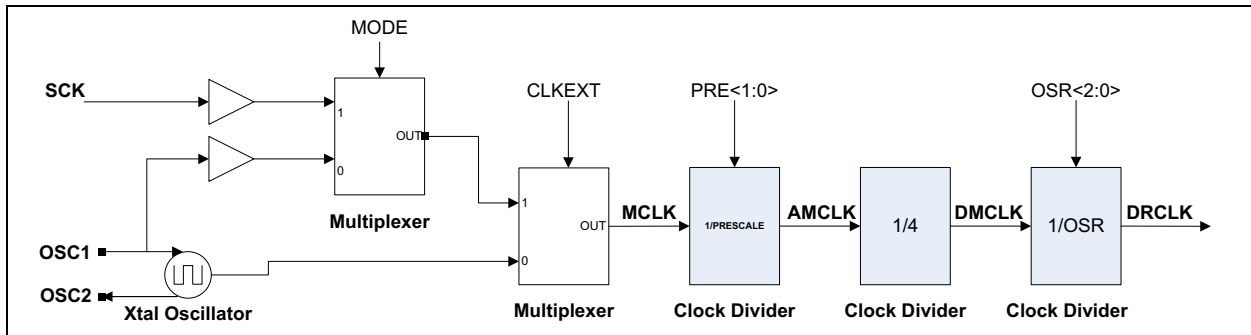 MODE
SCK
1
OUT
0
Multiplexer
CLKEXT
PRE<1:0>
OSR<2:0>
1
OUT
0
Multiplexer
MCLK
1/PRESCALE
Clock Divider
AMCLK
1/4
Clock Divider
DMCLK
1/OSR
Clock Divider
DRCLK
OSC1
OSC2
Xtal Oscillator